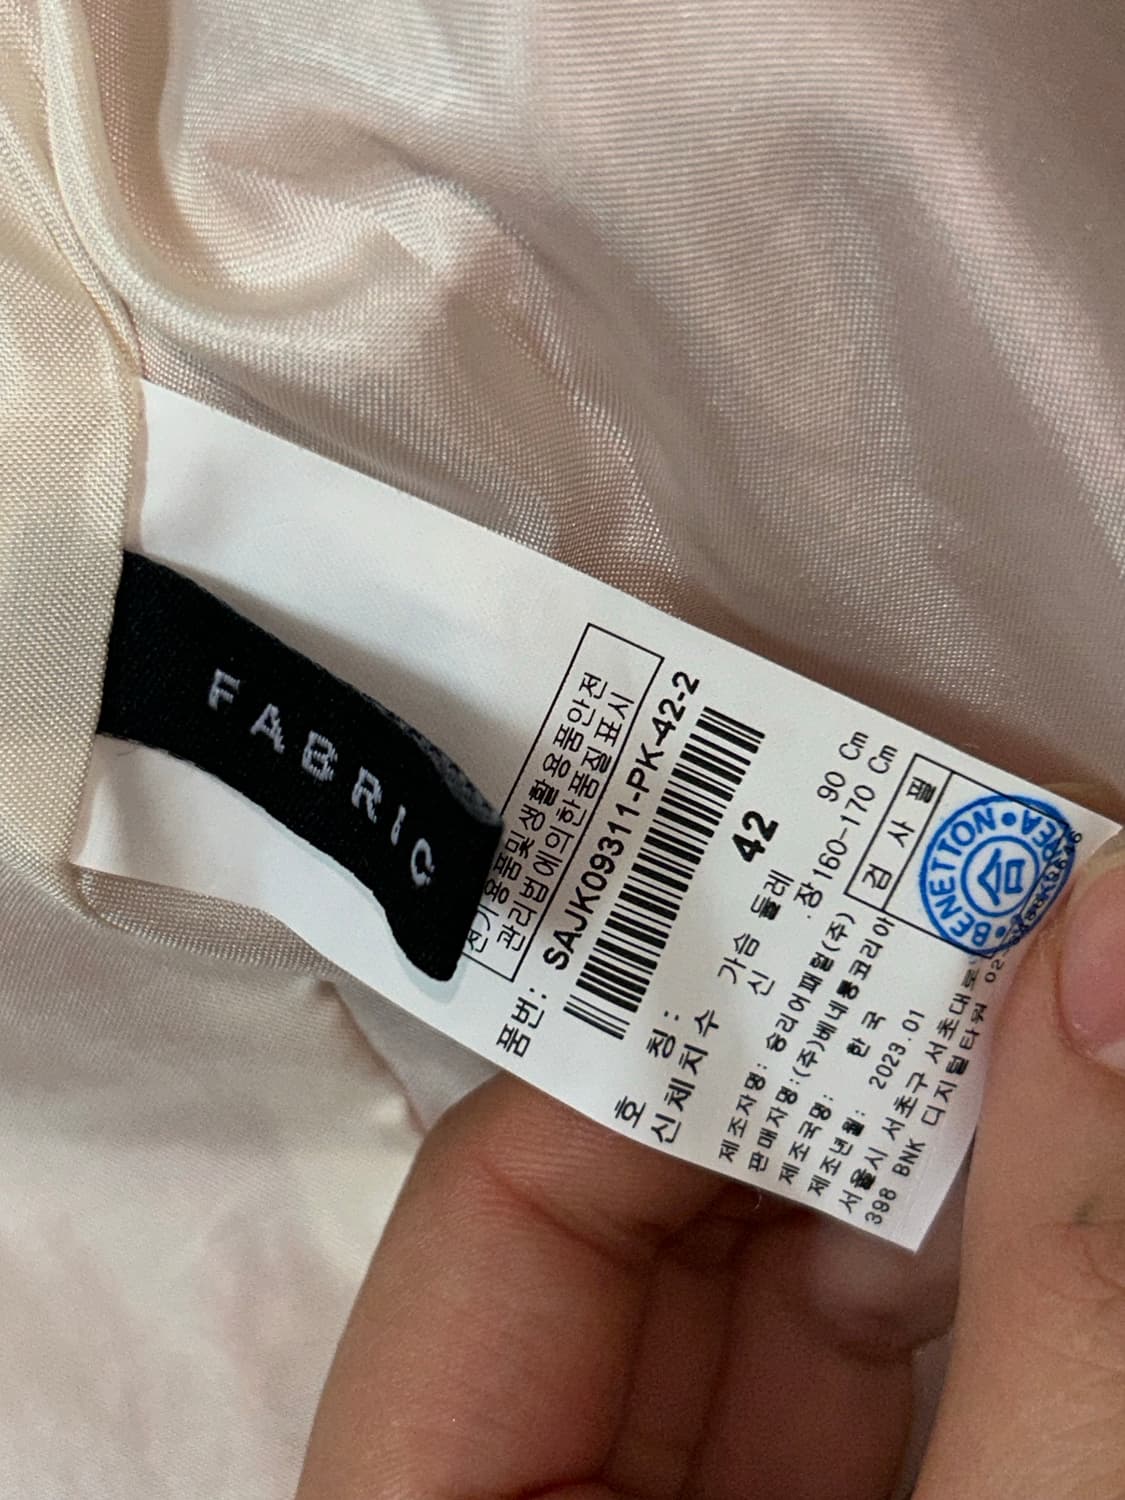 FABRIC
전기용품및생활용품안전
관리법에의한품질표시
품번: SAJK09311-PK-42-2
호 칭: 42
신체치수 가슴 둘레 90 Cm
신 장 160-170 Cm
제조자명: 승리어패럴(주)
판매자명:(주)베네통코리아
제조국명: 한 국
제조년월: 2023.01
서울시 서초구 서초대로
398 BNK 디지털타워 02
검 사 필
BENETTON • KOREA •
合